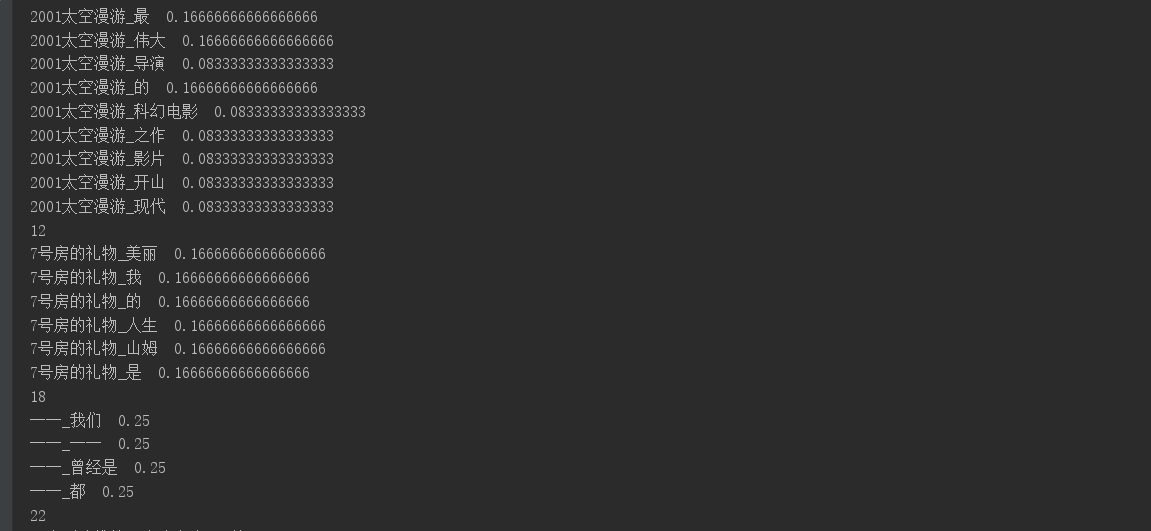 2001太空漫游_最  0.16666666666666666
2001太空漫游_伟大  0.16666666666666666
2001太空漫游_导演  0.08333333333333333
2001太空漫游_的  0.16666666666666666
2001太空漫游_科幻电影  0.08333333333333333
2001太空漫游_之作  0.08333333333333333
2001太空漫游_影片  0.08333333333333333
2001太空漫游_开山  0.08333333333333333
2001太空漫游_现代  0.08333333333333333
12
7号房的礼物_美丽  0.16666666666666666
7号房的礼物_我  0.16666666666666666
7号房的礼物_的  0.16666666666666666
7号房的礼物_人生  0.16666666666666666
7号房的礼物_山姆  0.16666666666666666
7号房的礼物_是  0.16666666666666666
18
一一_我们  0.25
一一_一一  0.25
一一_曾经是  0.25
一一_都  0.25
22